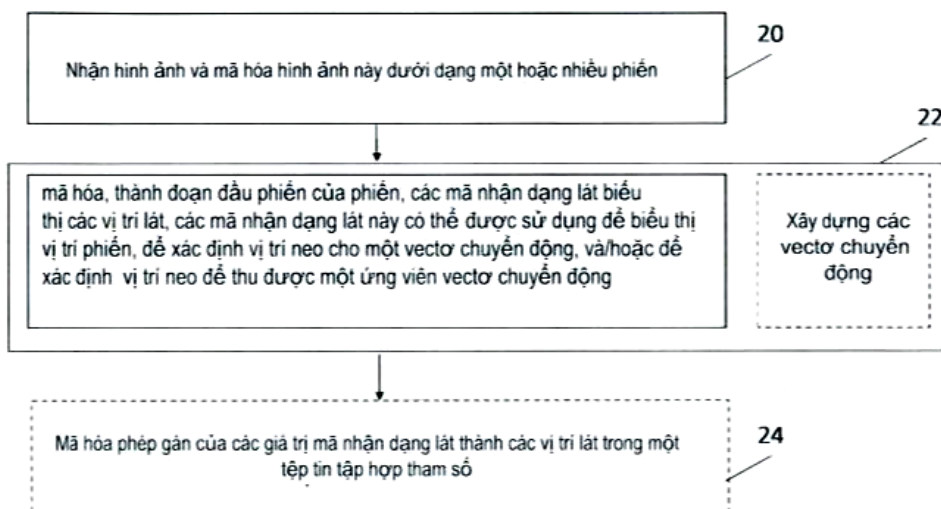 20
Nhận hình ảnh và mã hóa hình ảnh này dưới dạng một hoặc nhiều phiến
22
mã hóa, thành đoạn đầu phiến của phiến, các mã nhận dạng lát biểu
thị các vị trí lát, các mã nhận dạng lát này có thể được sử dụng để biểu thị
vị trí phiến, để xác định vị trí neo cho một vectơ chuyển động, và/hoặc để
xác định vị trí neo để thu được một ứng viên vectơ chuyển động
Xây dựng các
vectơ chuyển
động
24
Mã hóa phép gán của các giá trị mã nhận dạng lát thành các vị trí lát trong một
tệp tin tập hợp tham số